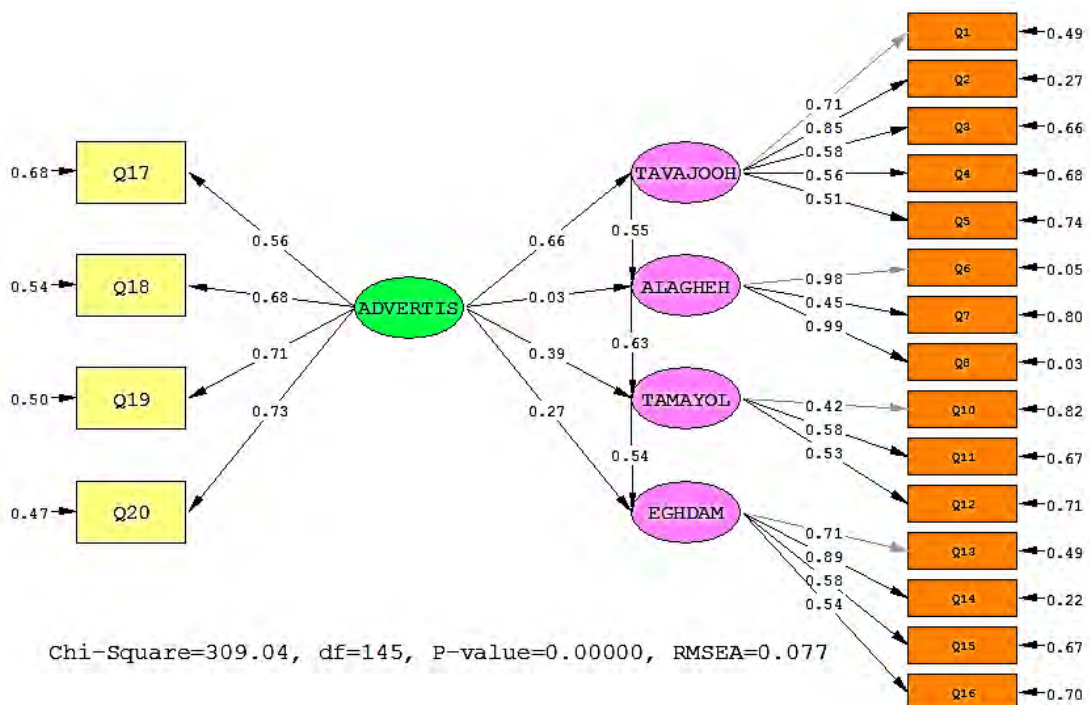 Q1
0.49
Q2
0.27
0.71
0.85
Q3
0.66
0.58
0.68
Q17
TAVAJOOH
0.56
Q4
0.68
0.51
Q5
0.74
0.56
0.66
0.55
Q6
0.05
0.54
Q18
0.68
ADVERTIS
0.03
ALAGHEH
0.98
0.45
Q7
0.80
0.99
Q8
0.03
0.71
0.39
0.63
0.50
Q19
TAMAYOL
0.42
Q10
0.82
0.73
0.27
0.58
0.53
Q11
0.67
0.54
Q12
0.71
0.47
Q20
EGHDAM
0.71
Q13
0.49
0.89
0.58
Q14
0.22
0.54
Q15
0.67
Chi-Square=309.04, df=145, P-value=0.00000, RMSEA=0.077
Q16
0.70